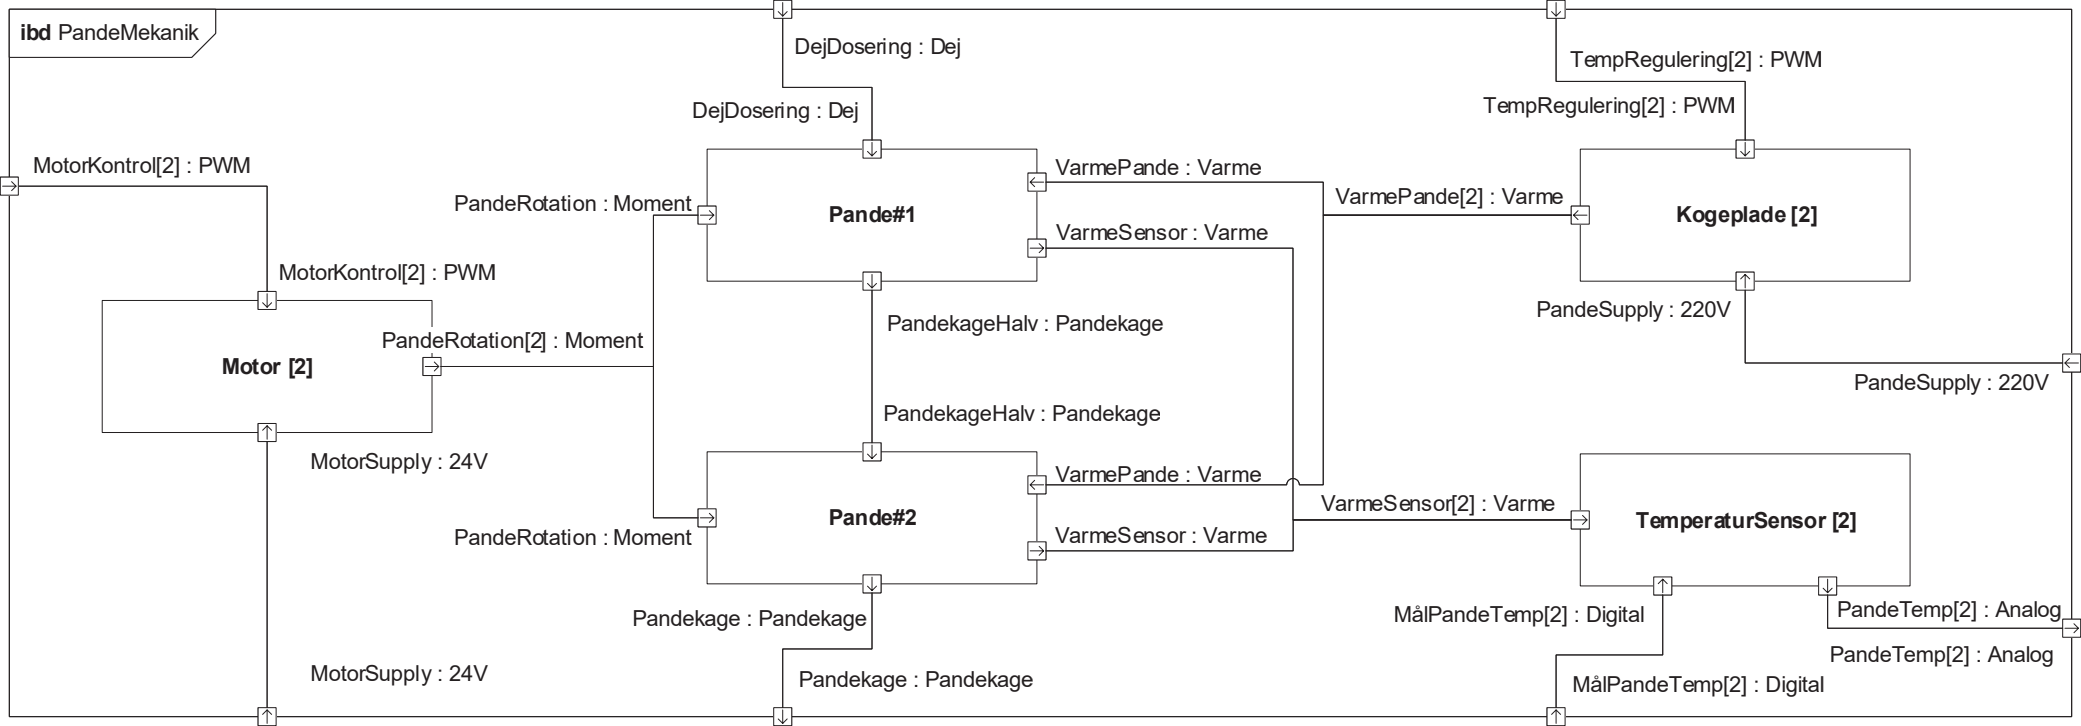 ibd PandeMekanik
DejDosering : Dej
TempRegulering[2] : PWM
DejDosering : Dej
TempRegulering[2] : PWM
MotorKontrol[2] : PWM
VarmePande : Varme
PandeRotation : Moment
Pande#1
VarmePande[2] : Varme
Kogeplade [2]
VarmeSensor : Varme
MotorKontrol[2] : PWM
PandeSupply : 220V
PandekageHalv : Pandekage
PandeRotation[2] : Moment
Motor [2]
PandeSupply : 220V
PandekageHalv : Pandekage
MotorSupply : 24V
VarmePande : Varme
VarmeSensor[2] : Varme
Pande#2
TemperaturSensor [2]
PandeRotation : Moment
VarmeSensor : Varme
PandeTemp[2] : Analog
MålPandeTemp[2] : Digital
Pandekage : Pandekage
PandeTemp[2] : Analog
MotorSupply : 24V
Pandekage : Pandekage
MålPandeTemp[2] : Digital